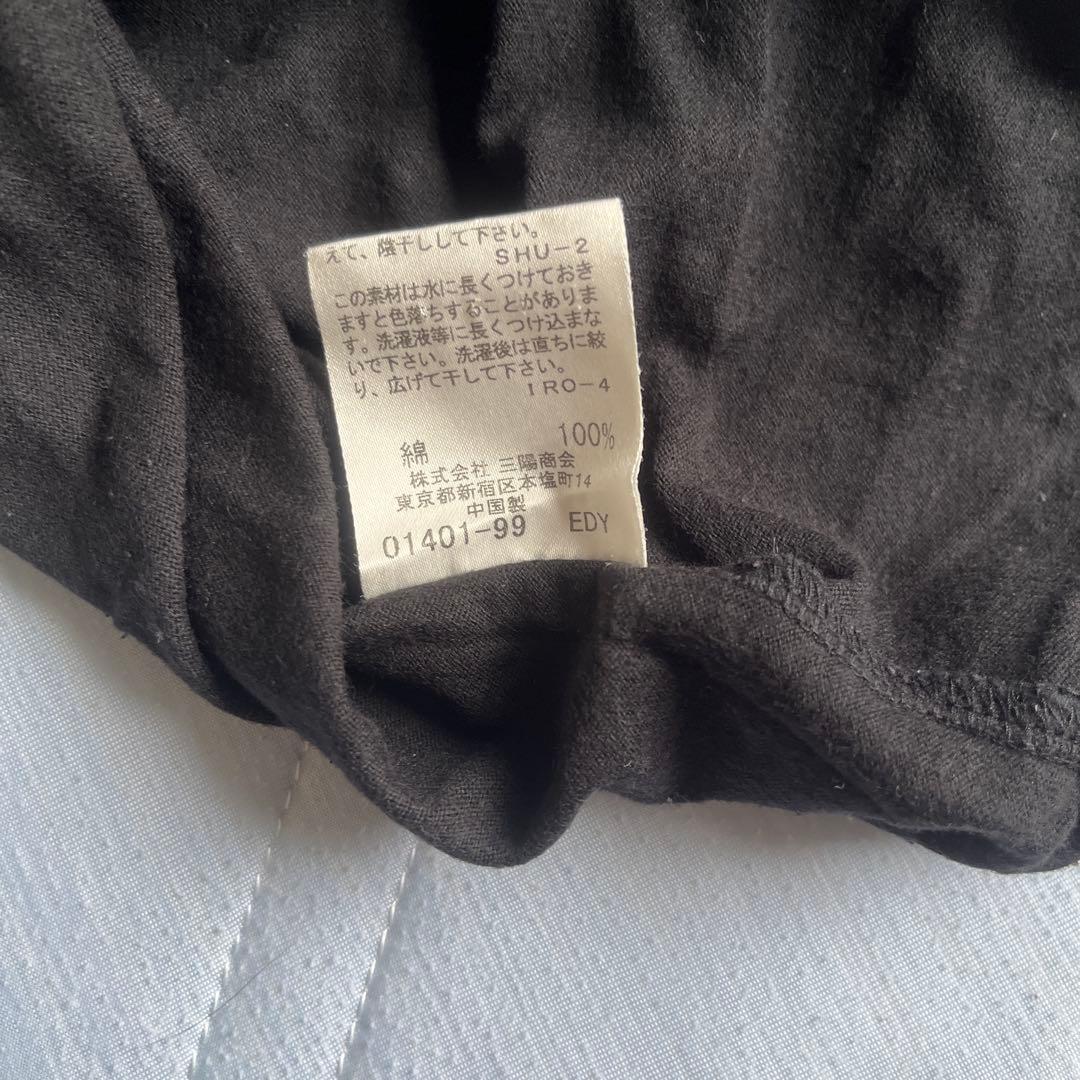 えて、陰干しして下さい。
SHU-2
この素材は水に長くつけておき
ますと色落ちすることがありま
す。洗濯液等に長くつけ込まな
いで下さい。洗濯後は直ちに絞
り、広げて干して下さい。
IRO-4
綿 100%
株式会社 三陽商会
東京都新宿区本塩町14
中国製
01401-99 EDY